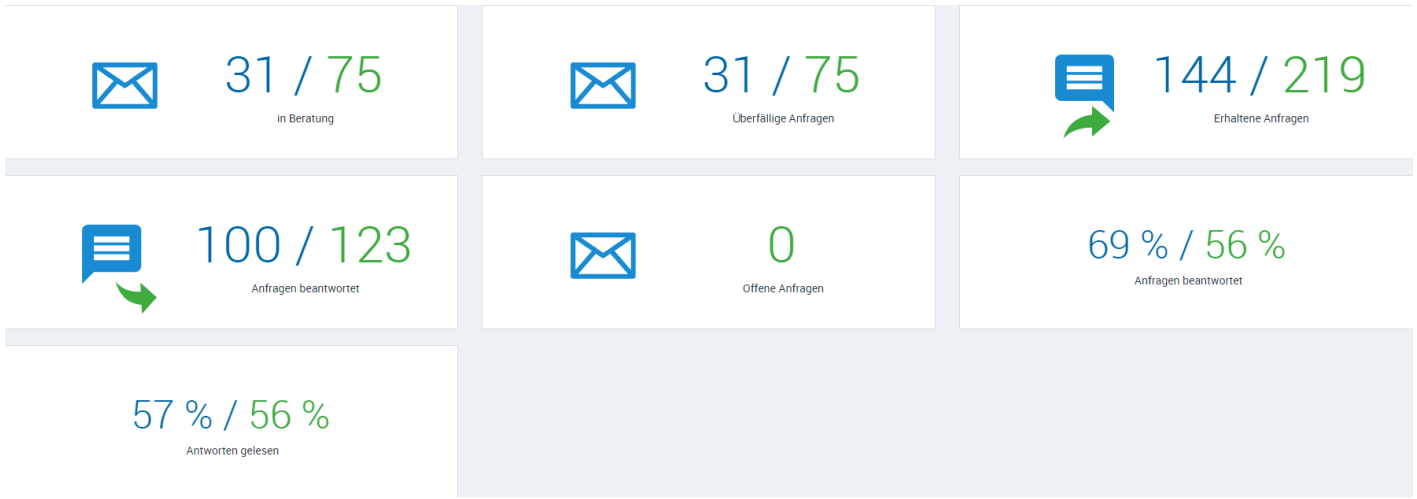 31 / 75
in Beratung
31 / 75
Überfällige Anfragen
144 / 219
Erhaltene Anfragen
100 / 123
Anfragen beantwortet
0
Offene Anfragen
69 % / 56 %
Anfragen beantwortet
57 % / 56 %
Antworten gelesen